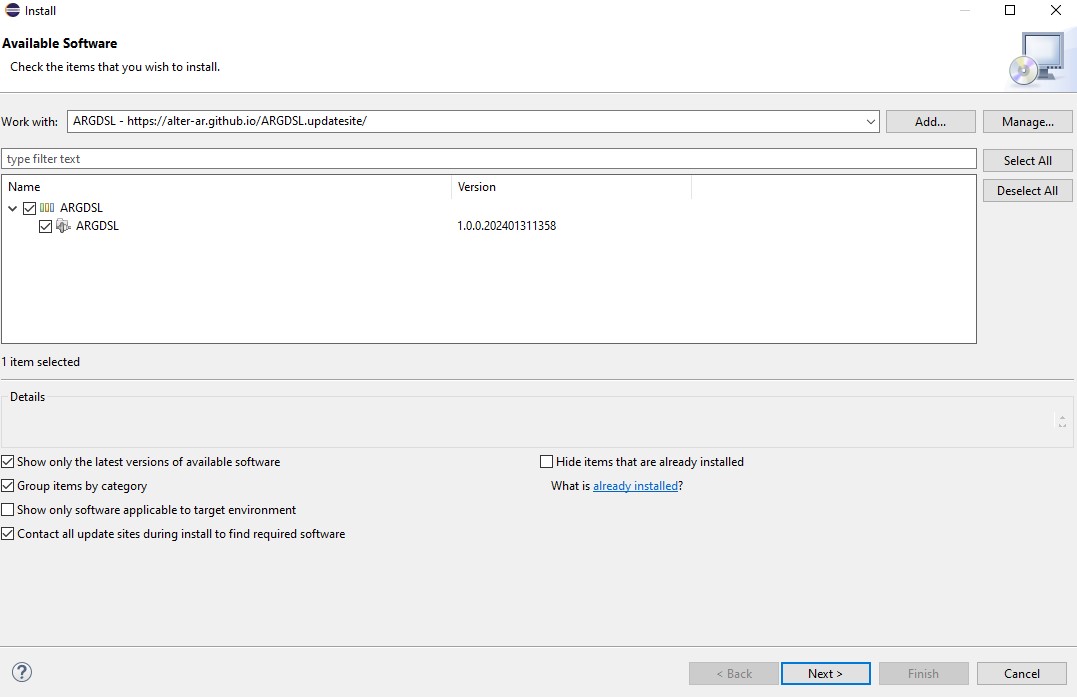 Install
Available Software
Check the items that you wish to install.
Work with: ARGDSL - https://alter-ar.github.io/ARGDSL.updatesite/ Add... Manage...
type filter text Select All
Name Version Deselect All
ARGDSL
ARGDSL 1.0.0.202401311358
1 item selected
Details
Show only the latest versions of available software Hide items that are already installed
Group items by category What is already installed?
Show only software applicable to target environment
Contact all update sites during install to find required software
? < Back Next > Finish Cancel